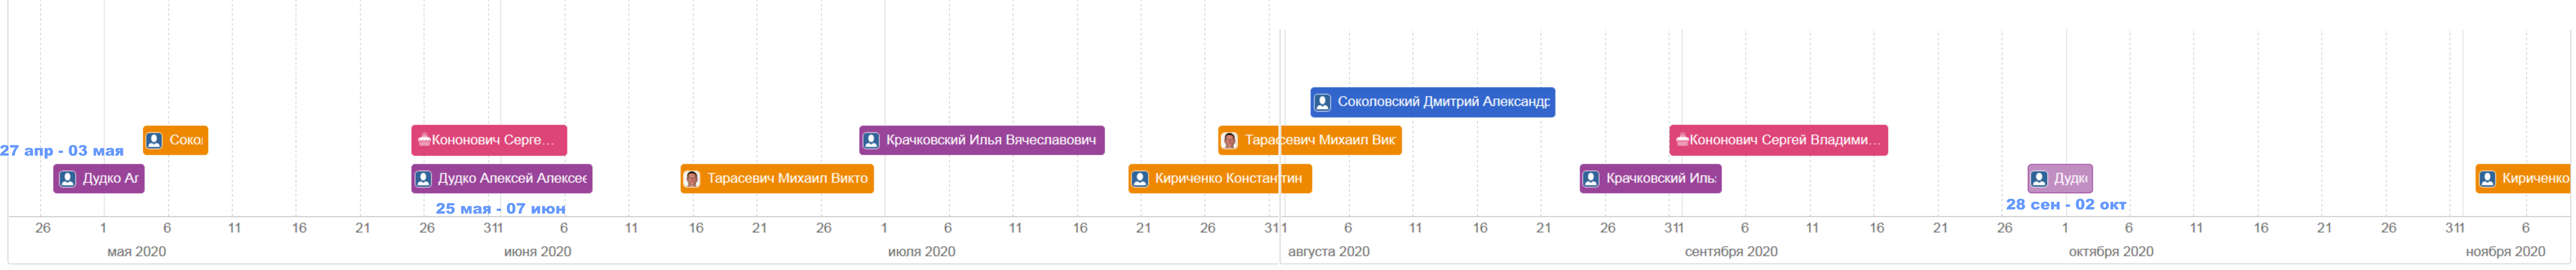 Соколовский Дмитрий Александр
Кононович Серге...
Крачковский Илья Вячеславович
Тарасевич Михаил Вик
Кононович Сергей Владими...
27 апр - 03 мая
Дудко Ал
Дудко Алексей Алексее
Тарасевич Михаил Викто
Кириченко Константин
Крачковский Иль
Дудк
Кириченко
25 мая - 07 июн
28 сен - 02 окт
26 1 6 11 16 21 26 31 1 6 11 16 21 26 1 6 11 16 21 26 31 1 6 11 16 21 26 31 1 6 11 16 21 26 1 6 11 16 21 26 31 1 6
мая 2020 июня 2020 июля 2020 августа 2020 сентября 2020 октября 2020 ноября 2020